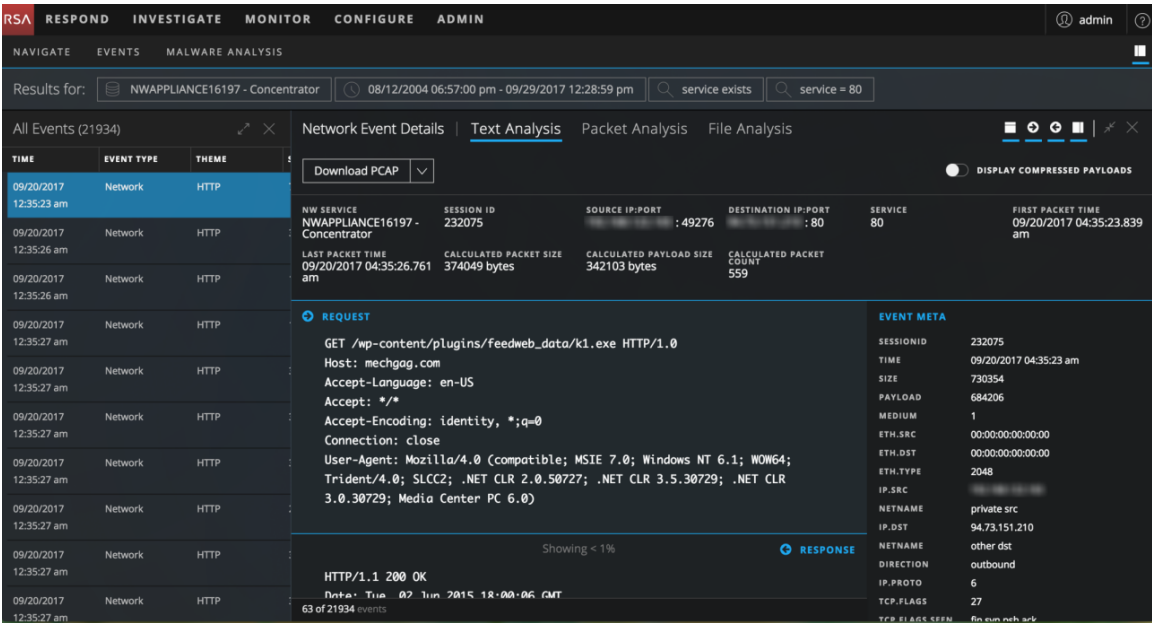 RSA RESPOND INVESTIGATE MONITOR CONFIGURE ADMIN admin ?
NAVIGATE EVENTS MALWARE ANALYSIS
Results for: NWAPPLIANCE16197 - Concentrator 08/12/2004 06:57:00 pm - 09/29/2017 12:28:59 pm service exists service = 80
All Events (21934)
TIME EVENT TYPE THEME
09/20/2017 Network HTTP
12:35:23 am
09/20/2017 Network HTTP
12:35:26 am
09/20/2017 Network HTTP
12:35:26 am
09/20/2017 Network HTTP
12:35:27 am
09/20/2017 Network HTTP
12:35:27 am
09/20/2017 Network HTTP
12:35:27 am
09/20/2017 Network HTTP
12:35:27 am
09/20/2017 Network HTTP
12:35:27 am
09/20/2017 Network HTTP
12:35:27 am
09/20/2017 Network HTTP
12:35:27 am
Network Event Details | Text Analysis Packet Analysis File Analysis
Download PCAP
DISPLAY COMPRESSED PAYLOADS
NW SERVICE
NWAPPLIANCE16197 -
Concentrator
SESSION ID
232075
SOURCE IP:PORT
: 49276
DESTINATION IP:PORT
: 80
SERVICE
80
FIRST PACKET TIME
09/20/2017 04:35:23.839
am
LAST PACKET TIME
09/20/2017 04:35:26.761
am
CALCULATED PACKET SIZE
374049 bytes
CALCULATED PAYLOAD SIZE
342103 bytes
CALCULATED PACKET
COUNT
559
REQUEST
GET /wp-content/plugins/feedweb_data/k1.exe HTTP/1.0
Host: mechgag.com
Accept-Language: en-US
Accept: */*
Accept-Encoding: identity, *;q=0
Connection: close
User-Agent: Mozilla/4.0 (compatible; MSIE 7.0; Windows NT 6.1; WOW64;
Trident/4.0; SLCC2; .NET CLR 2.0.50727; .NET CLR 3.5.30729; .NET CLR
3.0.30729; Media Center PC 6.0)
Showing < 1%
RESPONSE
HTTP/1.1 200 OK
Date: Tue, 02 Jun 2015 18:00:06 GMT
63 of 21934 events
EVENT META
SESSIONID 232075
TIME 09/20/2017 04:35:23 am
SIZE 730354
PAYLOAD 684206
MEDIUM 1
ETH.SRC 00:00:00:00:00:00
ETH.DST 00:00:00:00:00:00
ETH.TYPE 2048
IP.SRC
NETNAME private src
IP.DST 94.73.151.210
NETNAME other dst
DIRECTION outbound
IP.PROTO 6
TCP.FLAGS 27
TCP.FLAGS.SEEN fin syn psh ack